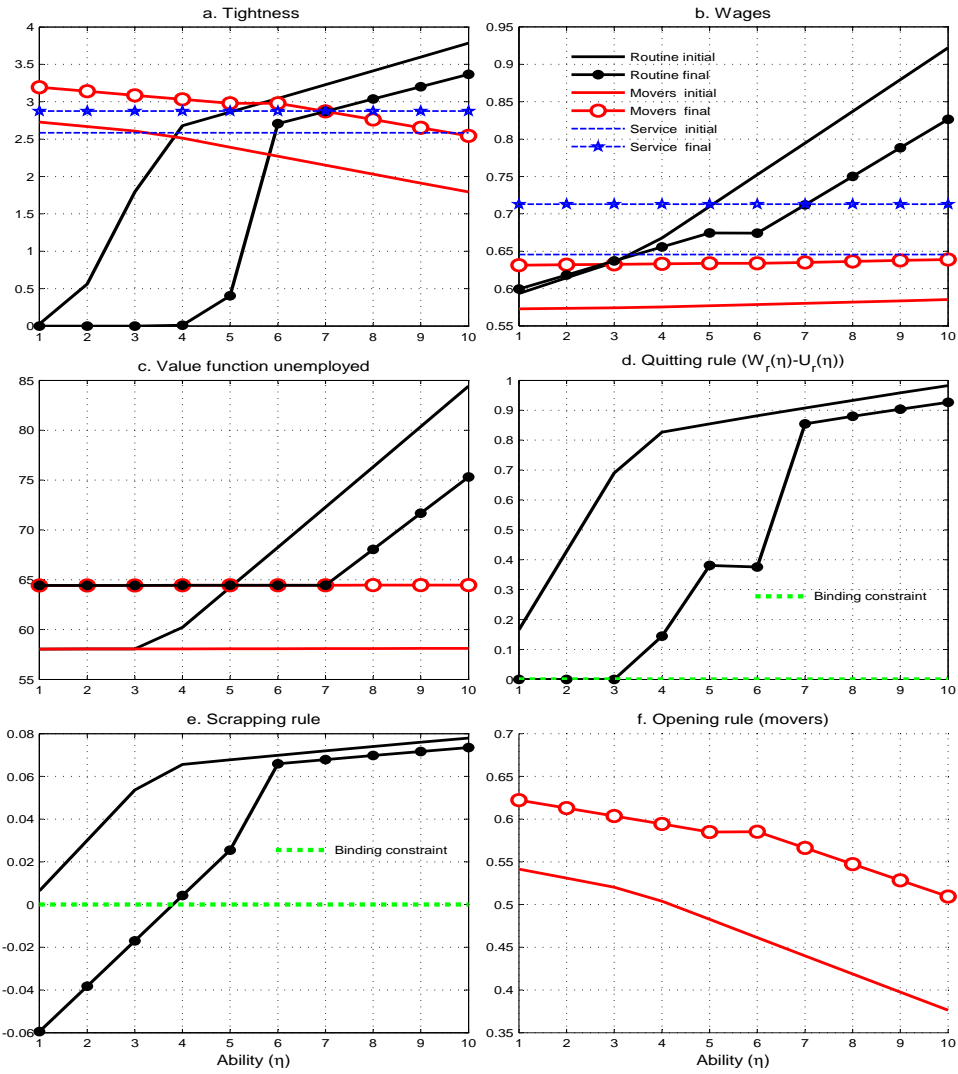 a. Tightness
4
3.5
3
2.5
2
1.5
1
0.5
0
1 2 3 4 5 6 7 8 9 10
b. Wages
0.95
0.9
0.85
0.8
0.75
0.7
0.65
0.6
0.55
Routine initial
Routine final
Movers initial
Movers final
Service initial
Service final
1 2 3 4 5 6 7 8 9 10
c. Value function unemployed
85
80
75
70
65
60
55
1 2 3 4 5 6 7 8 9 10
d. Quitting rule (W_r(η)-U_r(η))
1
0.9
0.8
0.7
0.6
0.5
0.4
0.3
0.2
0.1
0
Binding constraint
1 2 3 4 5 6 7 8 9 10
e. Scrapping rule
0.08
0.06
0.04
0.02
0
-0.02
-0.04
-0.06
Binding constraint
1 2 3 4 5 6 7 8 9 10
Ability (η)
f. Opening rule (movers)
0.7
0.65
0.6
0.55
0.5
0.45
0.4
0.35
1 2 3 4 5 6 7 8 9 10
Ability (η)